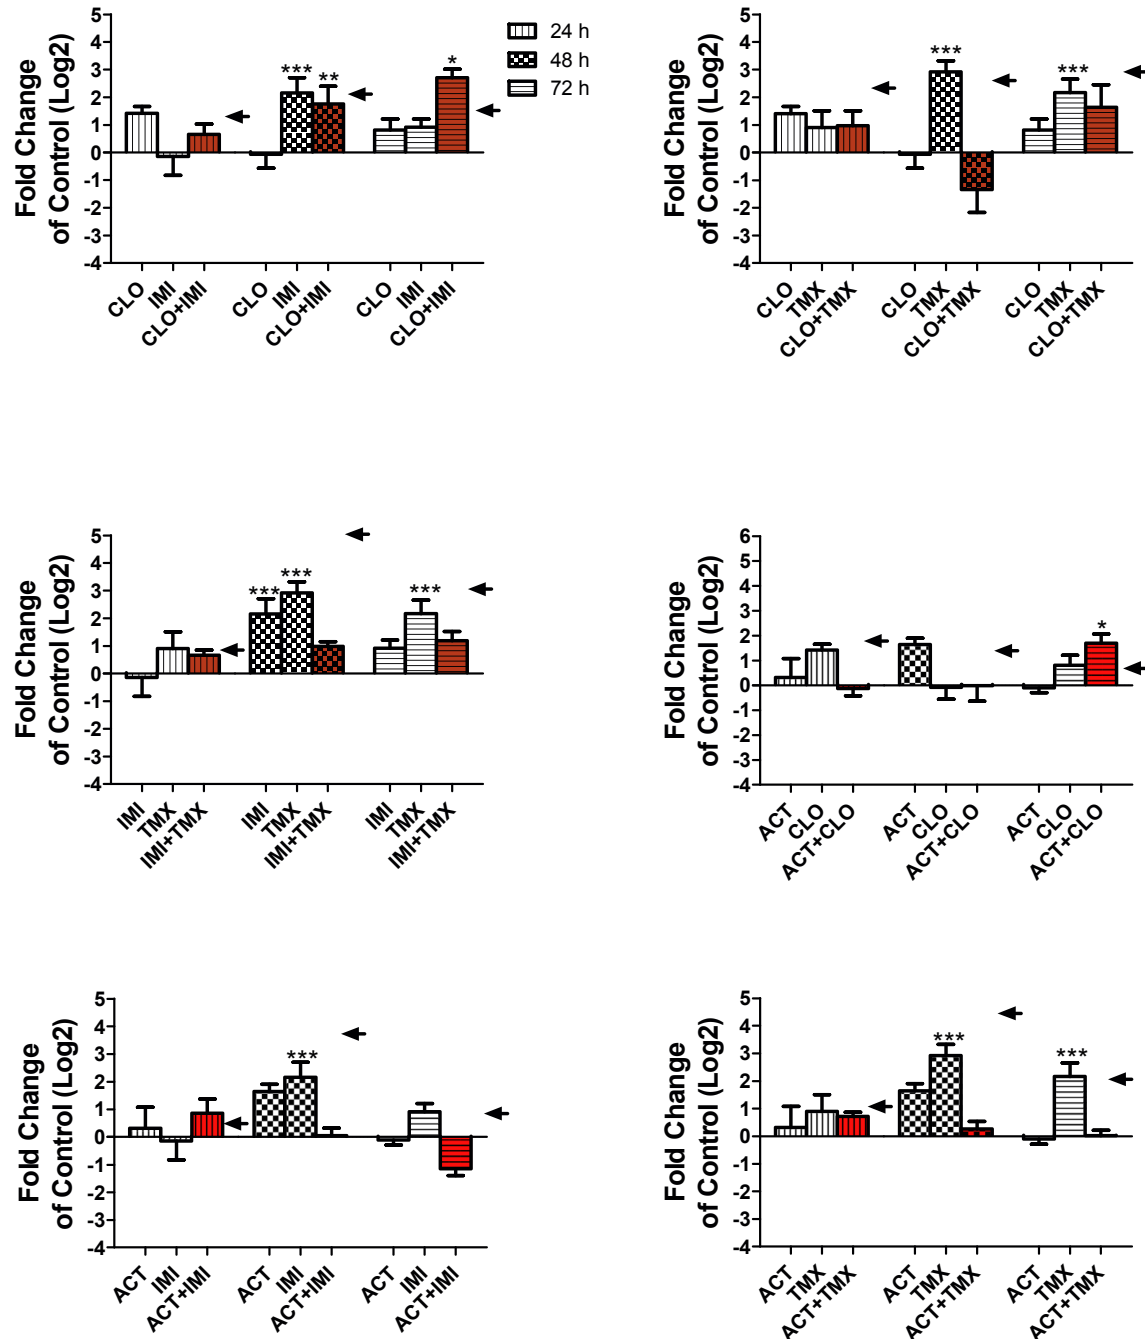 Fold Change
of Control (Log2)
5
4
3
2
1
0
-1
-2
-3
-4
***
**
*
CLO
IMI
CLO+IMI
CLO
IMI
CLO+IMI
CLO
IMI
CLO+IMI
24 h
48 h
72 h
Fold Change
of Control (Log2)
5
4
3
2
1
0
-1
-2
-3
-4
***
***
CLO
TMX
CLO+TMX
CLO
TMX
CLO+TMX
CLO
TMX
CLO+TMX
Fold Change
of Control (Log2)
5
4
3
2
1
0
-1
-2
-3
-4
***
***
***
IMI
TMX
IMI+TMX
IMI
TMX
IMI+TMX
IMI
TMX
IMI+TMX
Fold Change
of Control (Log2)
6
5
4
3
2
1
0
-1
-2
-3
-4
*
ACT
CLO
ACT+CLO
ACT
CLO
ACT+CLO
ACT
CLO
ACT+CLO
Fold Change
of Control (Log2)
5
4
3
2
1
0
-1
-2
-3
-4
***
ACT
IMI
ACT+IMI
ACT
IMI
ACT+IMI
ACT
IMI
ACT+IMI
Fold Change
of Control (Log2)
5
4
3
2
1
0
-1
-2
-3
-4
***
***
ACT
TMX
ACT+TMX
ACT
TMX
ACT+TMX
ACT
TMX
ACT+TMX